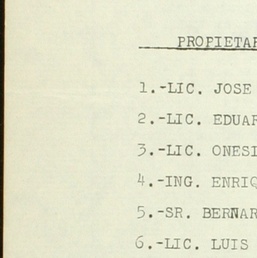 PROPIETAR
1.-LIC. JOSE
2.-LIC. EDUAR
3.-LIC. ONESI
4.-ING. ENRIQ
5.-SR. BERNAR
6.-LIC. LUIS